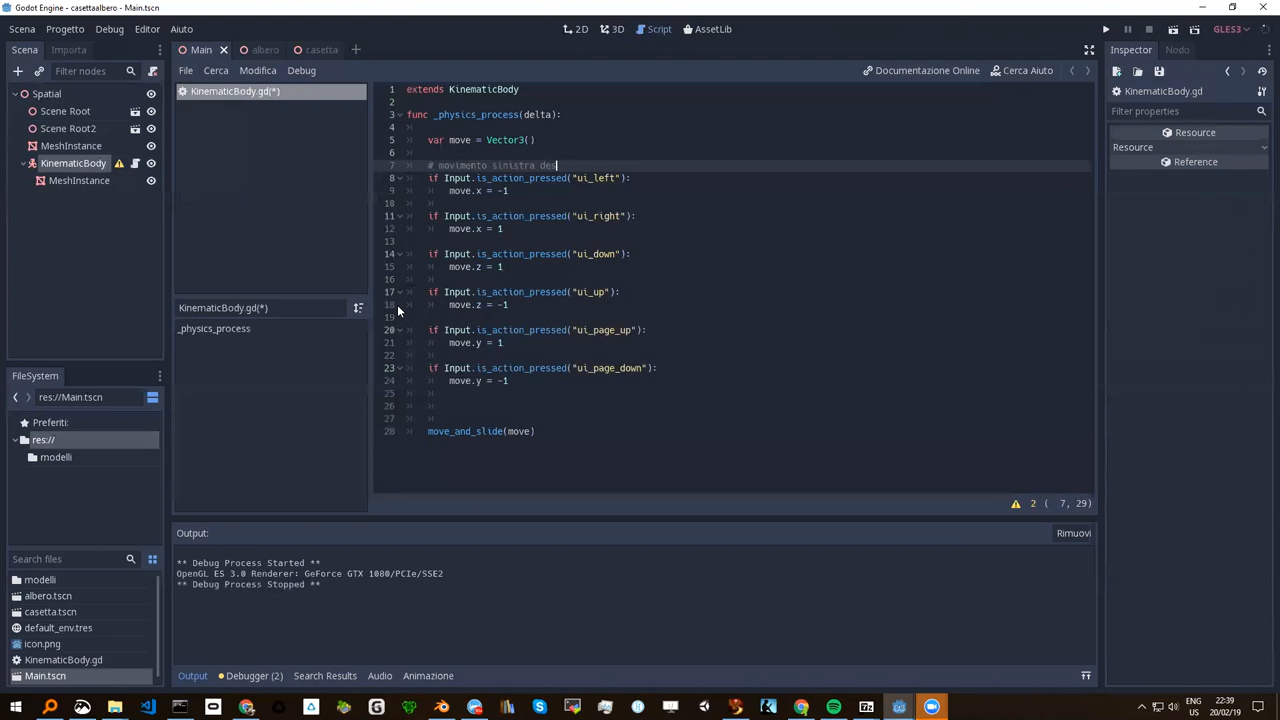 Godot Engine - casettaalbero - Main.tscn
Scena Progetto Debug Editor Aiuto
2D 3D Script AssetLib
GLES3
Scena Importa
Filter nodes
Spatial
Scene Root
Scene Root2
MeshInstance
KinematicBody
MeshInstance
FileSystem
res://Main.tscn
Preferiti:
res://
modelli
Search files
modelli
albero.tscn
casetta.tscn
default_env.tres
icon.png
KinematicBody.gd
Main.tscn
Main albero casetta
File Cerca Modifica Debug
Documentazione Online Cerca Aiuto
KinematicBody.gd(*)
KinematicBody.gd(*)
_physics_process
1 extends KinematicBody
2
3 func _physics_process(delta):
4
5 var move = Vector3()
6
7 # movimento sinistra des
8 if Input.is_action_pressed("ui_left"):
9 move.x = -1
10
11 if Input.is_action_pressed("ui_right"):
12 move.x = 1
13
14 if Input.is_action_pressed("ui_down"):
15 move.z = 1
16
17 if Input.is_action_pressed("ui_up"):
18 move.z = -1
19
20 if Input.is_action_pressed("ui_page_up"):
21 move.y = 1
22
23 if Input.is_action_pressed("ui_page_down"):
24 move.y = -1
25
26
27
28 move_and_slide(move)
2 ( 7, 29)
Output:
Rimuovi
** Debug Process Started **
OpenGL ES 3.0 Renderer: GeForce GTX 1080/PCIe/SSE2
** Debug Process Stopped **
Output Debugger (2) Search Results Audio Animazione
Inspector Nodo
KinematicBody.gd
Filter properties
Resource
Resource
Reference
ENG
US
22:39
20/02/19